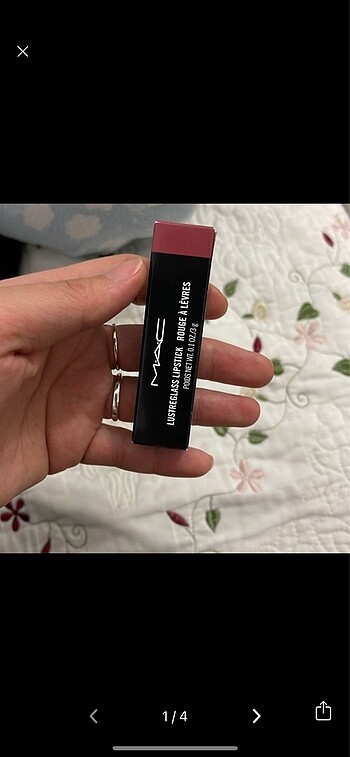 MAC
LUSTREGLASS LIPSTICK ROUGE À LÈVRES
POIDS NET WT. 0.1 OZ/3 g
1 / 4